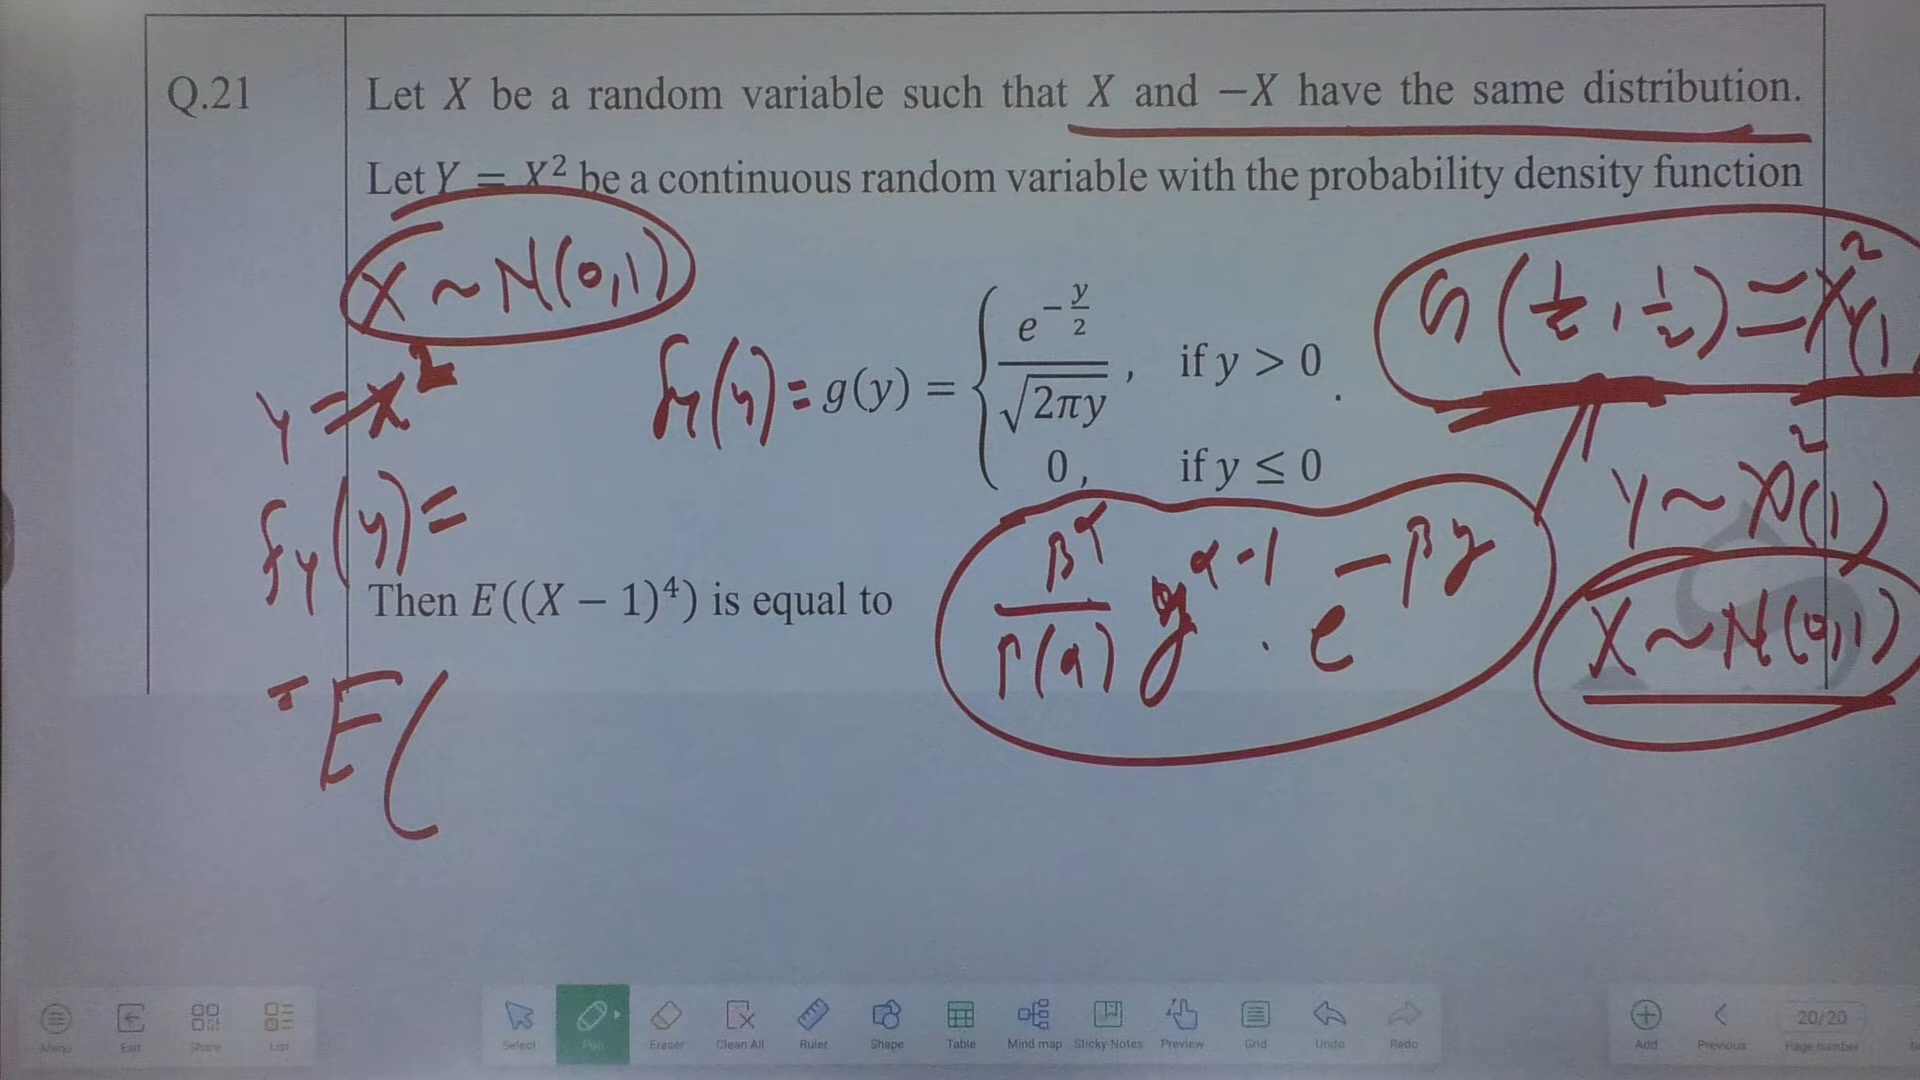 Q.21
Let X be a random variable such that X and −X have the same distribution.
Let Y = X² be a continuous random variable with the probability density function
X ~ N(0,1)
G(1/2, 1/2) = χ²(1)
y = x²
f_Y(y) = g(y) = { e^{−y/2} / √(2πy), if y > 0
0, if y ≤ 0 .
Y ~ χ²(1)
f_Y(y) =
β^α / Γ(α) y^{α−1} . e^{−βy}
X ~ N(0,1)
Then E((X − 1)⁴) is equal to
= E(
Menu Exit Share List Select Pen Eraser Clean All Ruler Shape Table Mind map Sticky Notes Preview Grid Undo Redo Add Previous 20/20 Page number